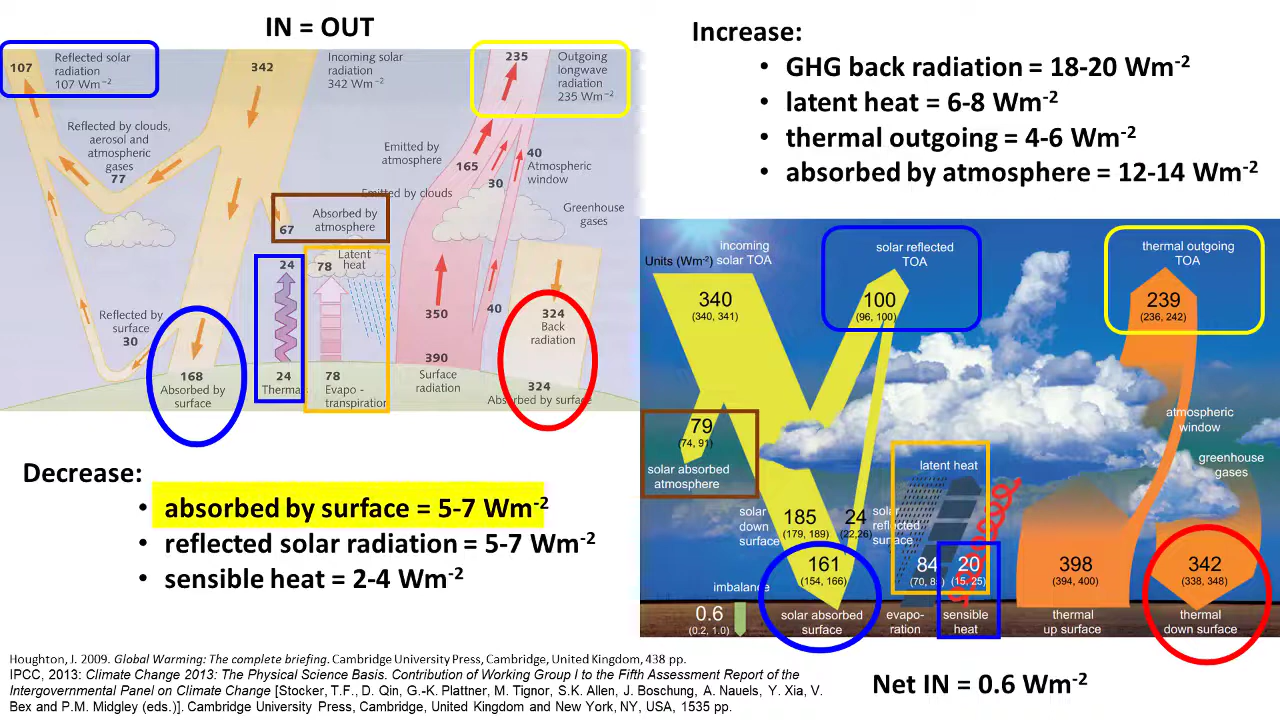 IN = OUT
107
Reflected solar
radiation
107 Wm⁻²
342
Incoming solar
radiation
342 Wm⁻²
235
Outgoing
longwave
radiation
235 Wm⁻²
Reflected by clouds,
aerosol and
atmospheric
gases
77
Emitted by
atmosphere
165
40
Atmospheric
window
30
Emitted by clouds
Greenhouse
gases
67
Absorbed by
atmosphere
Latent
heat
24
78
Reflected by
surface
30
350
40
324
Back
radiation
168
Absorbed by
surface
24
Therma
78
Evapo -
transpiration
390
Surface
radiation
324
Absorbed by surface
Increase:
• GHG back radiation = 18-20 Wm⁻²
• latent heat = 6-8 Wm⁻²
• thermal outgoing = 4-6 Wm⁻²
• absorbed by atmosphere = 12-14 Wm⁻²
Units (Wm⁻²)
incoming
solar TOA
solar reflected
TOA
thermal outgoing
TOA
340
(340, 341)
100
(96, 100)
239
(236, 242)
79
(74, 91)
solar absorbed
atmosphere
latent heat
atmospheric
window
greenhouse
gases
solar
down
surface
185
(179, 189)
24
(22,26)
solar
reflected
surface
161
(154, 166)
84
20
(15, 25)
398
(394, 400)
342
(338, 348)
imbalance
0.6
(0.2, 1.0)
solar absorbed
surface
evapo-
ration
sensible
heat
thermal
up surface
thermal
down surface
Decrease:
• absorbed by surface = 5-7 Wm⁻²
• reflected solar radiation = 5-7 Wm⁻²
• sensible heat = 2-4 Wm⁻²
Houghton, J. 2009. Global Warming: The complete briefing. Cambridge University Press, Cambridge, United Kingdom, 438 pp.
IPCC, 2013: Climate Change 2013: The Physical Science Basis. Contribution of Working Group I to the Fifth Assessment Report of the
Intergovernmental Panel on Climate Change [Stocker, T.F., D. Qin, G.-K. Plattner, M. Tignor, S.K. Allen, J. Boschung, A. Nauels, Y. Xia, V.
Bex and P.M. Midgley (eds.)]. Cambridge University Press, Cambridge, United Kingdom and New York, NY, USA, 1535 pp.
Net IN = 0.6 Wm⁻²